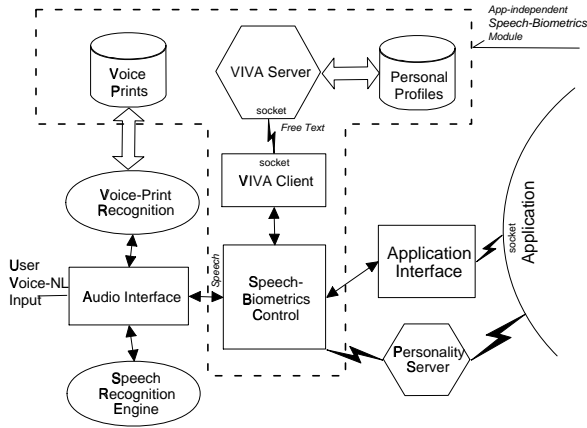 App-independent
Speech-Biometrics
Module
Voice
Prints
VIVA Server
socket
Personal
Profiles
Free Text
socket
VIVA Client
Voice-Print
Recognition
User
Voice-NL
Input
Audio Interface
Speech
Speech-
Biometrics
Control
Application
Interface
socket
Application
Personality
Server
Speech
Recognition
Engine